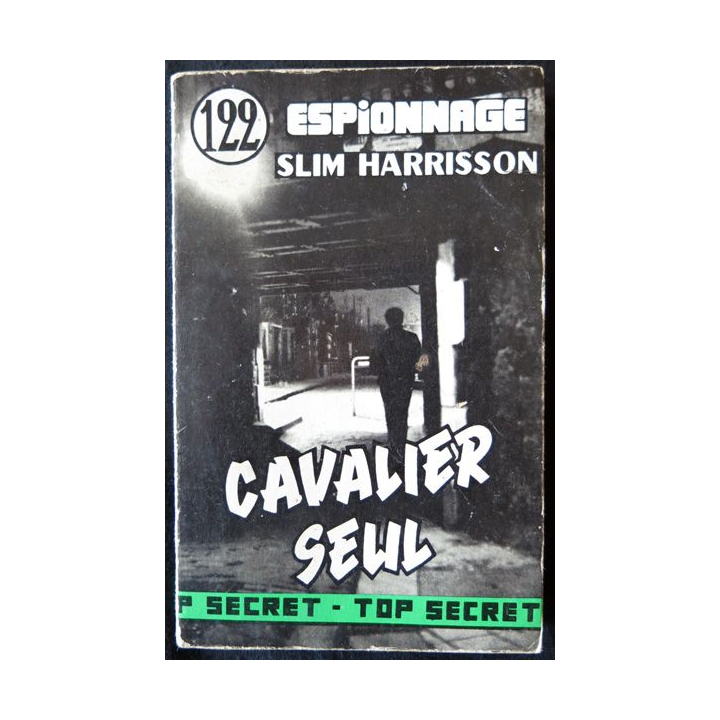 122
ESPiONNAGE
SLIM HARRISSON
CAVALIER
SEUL
P SECRET - TOP SECRET